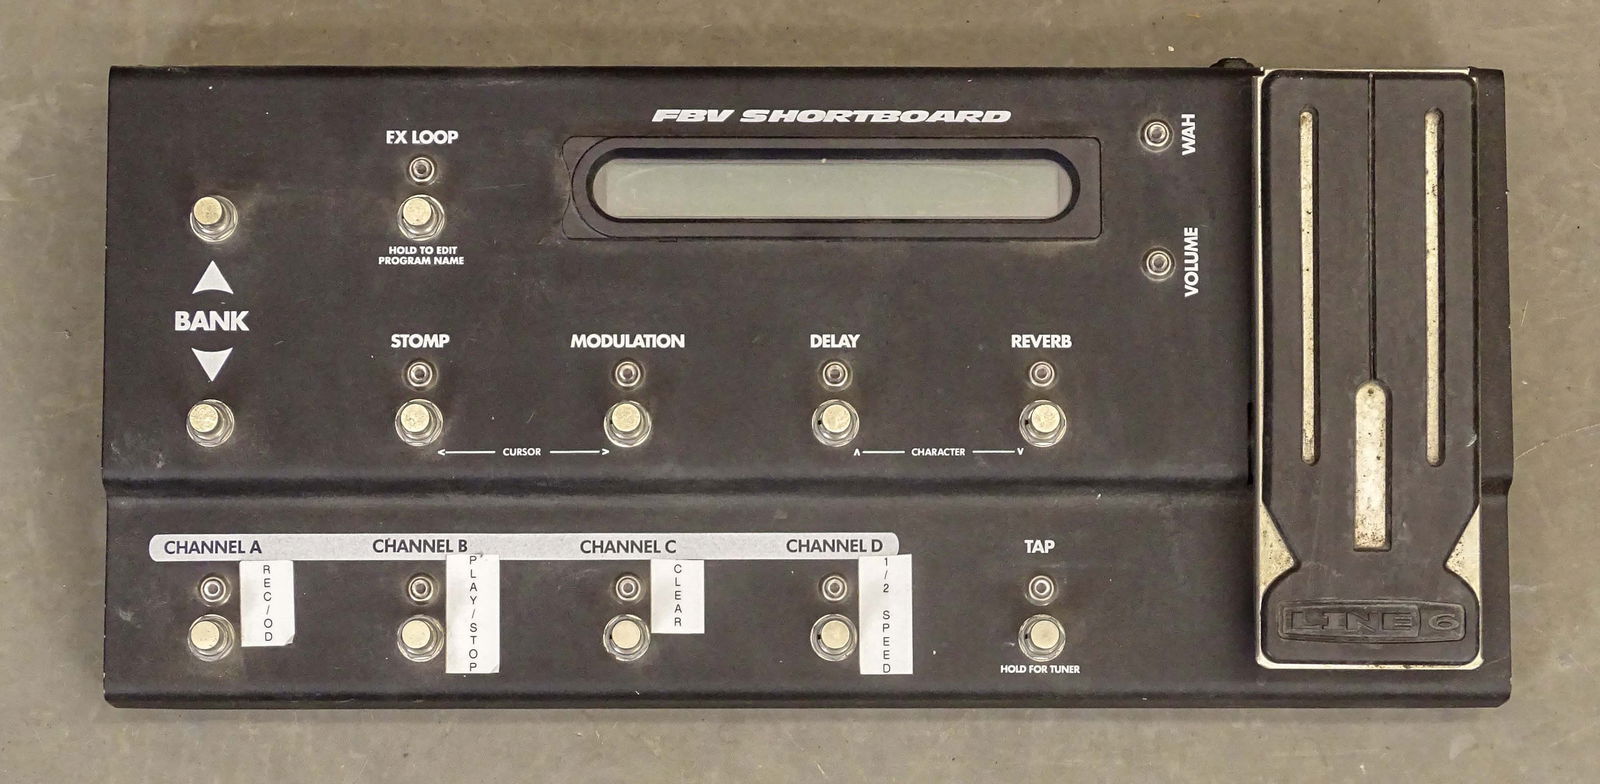 FBV SHORTBOARD
FX LOOP
HOLD TO EDIT
PROGRAM NAME
WAH
VOLUME
BANK
STOMP
MODULATION
DELAY
REVERB
< CURSOR >
∧ CHARACTER ∨
CHANNEL A
CHANNEL B
CHANNEL C
CHANNEL D
TAP
REC/OD
PLAY/STOP
CLEAR
1/2 SPEED
HOLD FOR TUNER
LINE 6